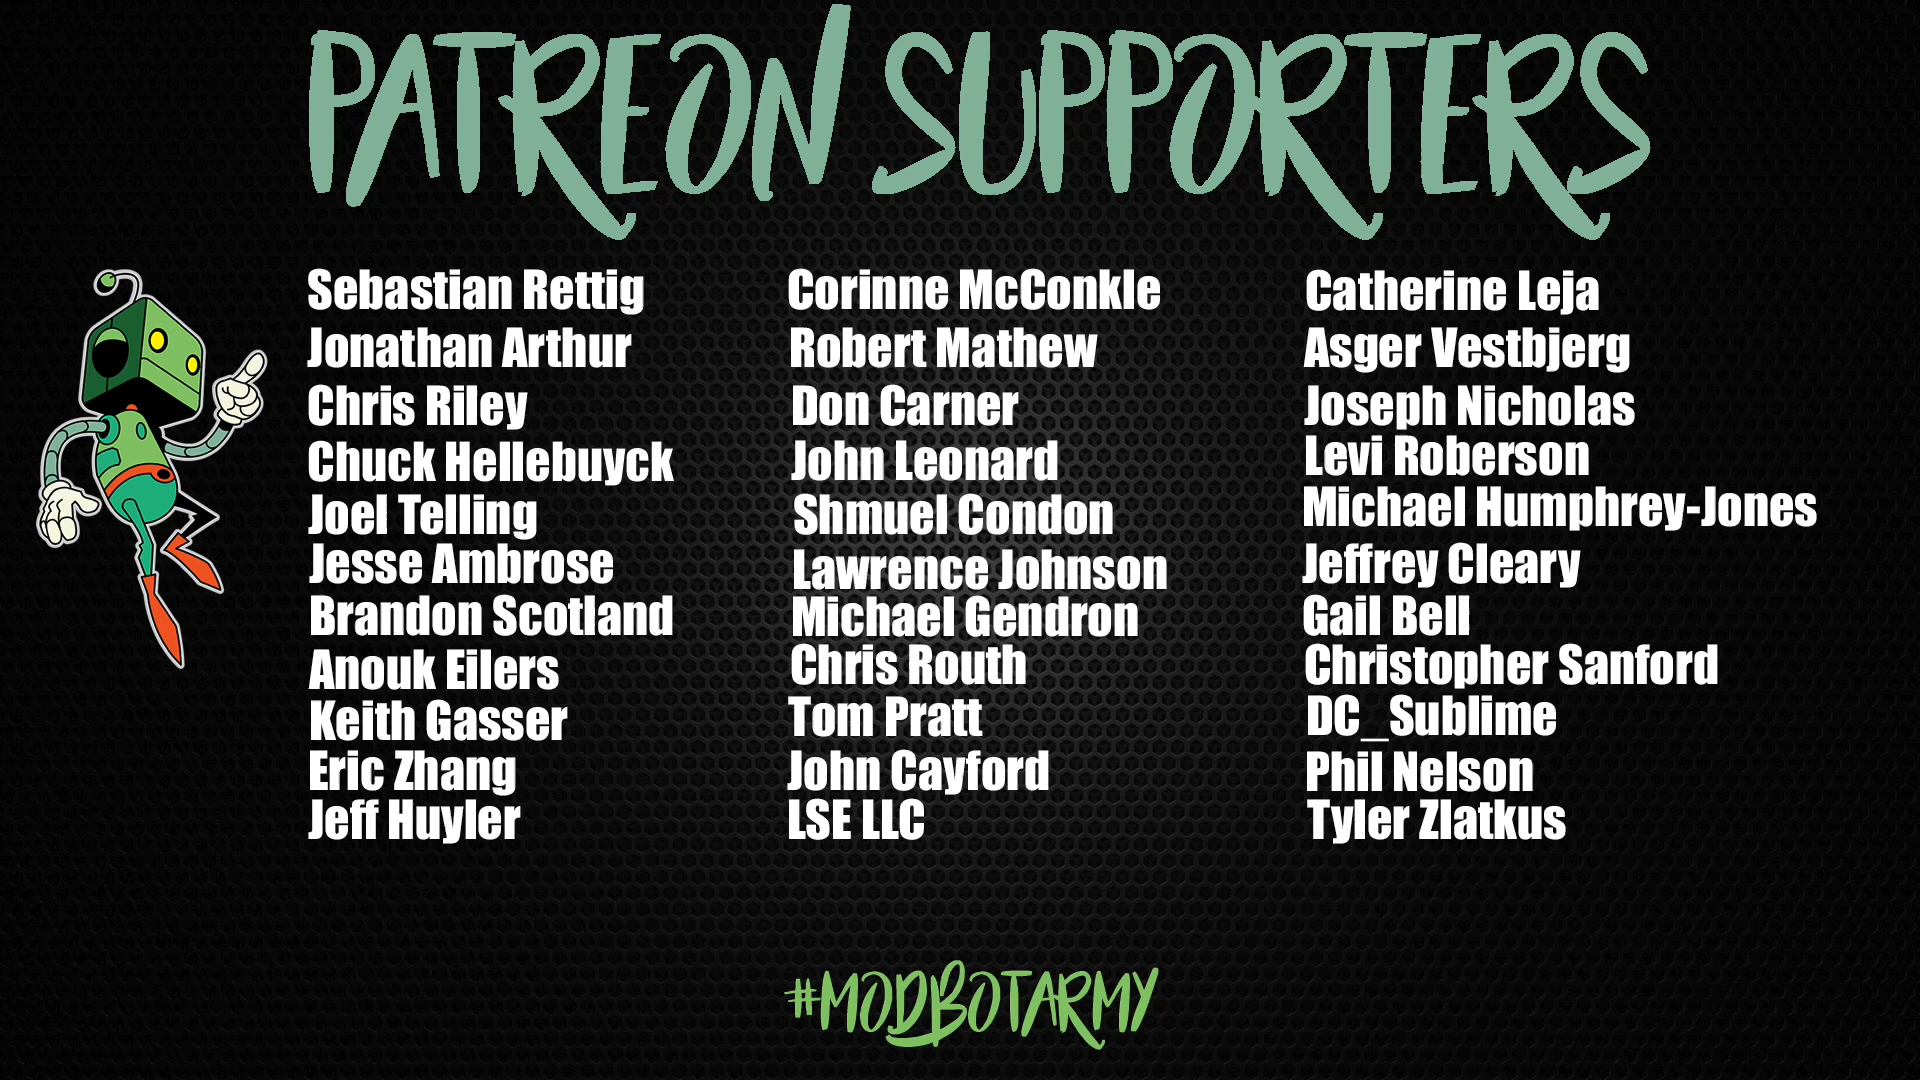 PATREON SUPPORTERS
Sebastian Rettig
Jonathan Arthur
Chris Riley
Chuck Hellebuyck
Joel Telling
Jesse Ambrose
Brandon Scotland
Anouk Eilers
Keith Gasser
Eric Zhang
Jeff Huyler
Corinne McConkle
Robert Mathew
Don Carner
John Leonard
Shmuel Condon
Lawrence Johnson
Michael Gendron
Chris Routh
Tom Pratt
John Cayford
LSE LLC
Catherine Leja
Asger Vestbjerg
Joseph Nicholas
Levi Roberson
Michael Humphrey-Jones
Jeffrey Cleary
Gail Bell
Christopher Sanford
DC_Sublime
Phil Nelson
Tyler Zlatkus
#MODBOTARMY